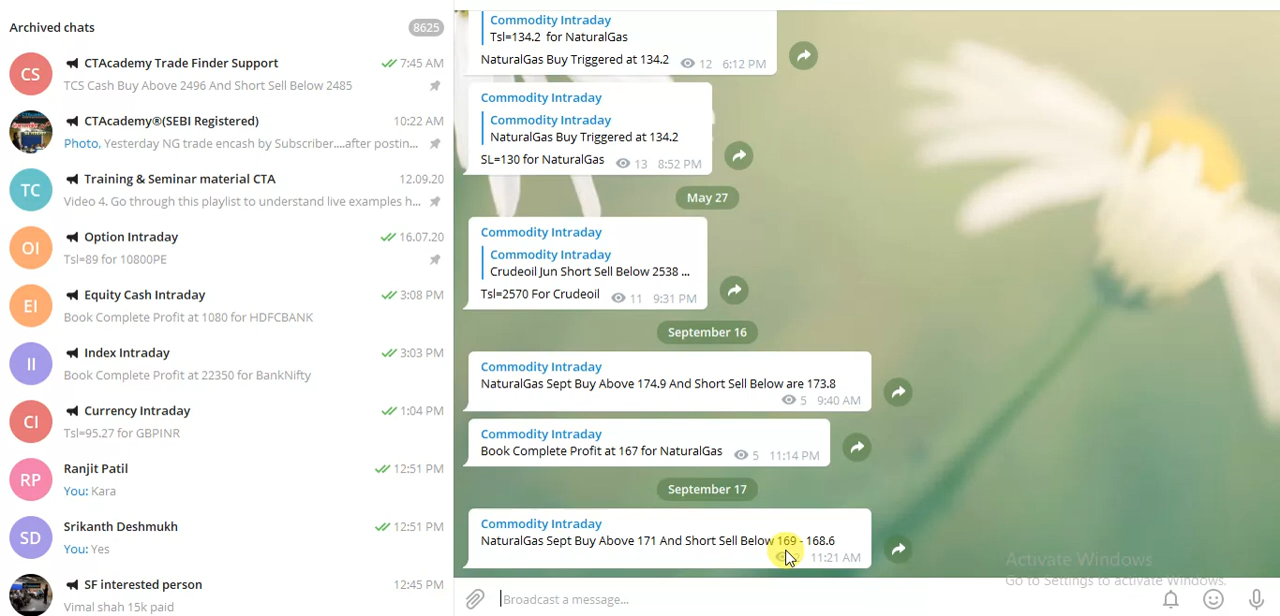 Archived chats
8625
CS
CTAcademy Trade Finder Support
7:45 AM
TCS Cash Buy Above 2496 And Short Sell Below 2485
CTAcademy®(SEBI Registered)
10:22 AM
Photo, Yesterday NG trade encash by Subscriber....after postin...
TC
Training & Seminar material CTA
12.09.20
Video 4. Go through this playlist to understand live examples h...
OI
Option Intraday
16.07.20
Tsl=89 for 10800PE
EI
Equity Cash Intraday
3:08 PM
Book Complete Profit at 1080 for HDFCBANK
II
Index Intraday
3:03 PM
Book Complete Profit at 22350 for BankNifty
CI
Currency Intraday
1:04 PM
Tsl=95.27 for GBPINR
RP
Ranjit Patil
12:51 PM
You: Kara
SD
Srikanth Deshmukh
12:51 PM
You: Yes
SF interested person
12:45 PM
Vimal shah 15k paid
Commodity Intraday
Tsl=134.2 for NaturalGas
NaturalGas Buy Triggered at 134.2
12 6:12 PM
Commodity Intraday
Commodity Intraday
NaturalGas Buy Triggered at 134.2
SL=130 for NaturalGas
13 8:52 PM
May 27
Commodity Intraday
Commodity Intraday
Crudeoil Jun Short Sell Below 2538 ...
Tsl=2570 For Crudeoil
11 9:31 PM
September 16
Commodity Intraday
NaturalGas Sept Buy Above 174.9 And Short Sell Below are 173.8
5 9:40 AM
Commodity Intraday
Book Complete Profit at 167 for NaturalGas
5 11:14 PM
September 17
Commodity Intraday
NaturalGas Sept Buy Above 171 And Short Sell Below 169 - 168.6
11:21 AM
Broadcast a message...
Activate Windows
Go to Settings to activate Windows.